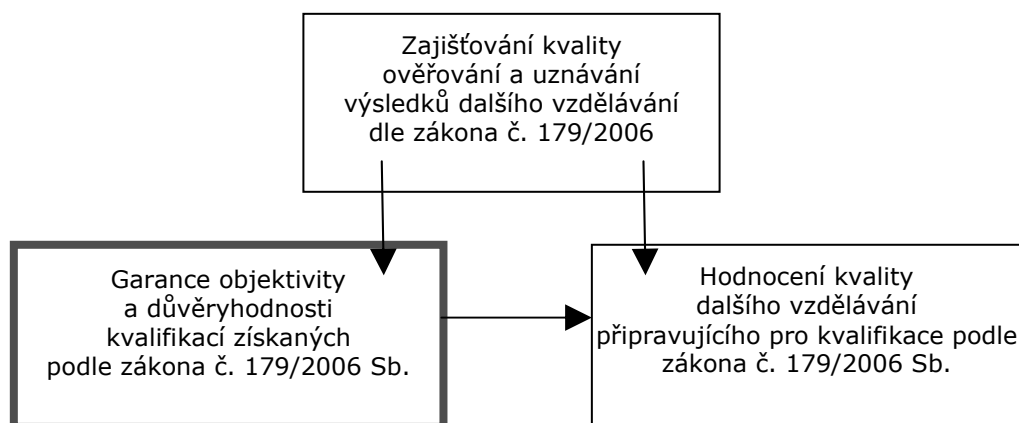 Zajišťování kvality
ověřování a uznávání
výsledků dalšího vzdělávání
dle zákona č. 179/2006
Garance objektivity
a důvěryhodnosti
kvalifikací získaných
podle zákona č. 179/2006 Sb.
Hodnocení kvality
dalšího vzdělávání
připravujícího pro kvalifikace podle
zákona č. 179/2006 Sb.